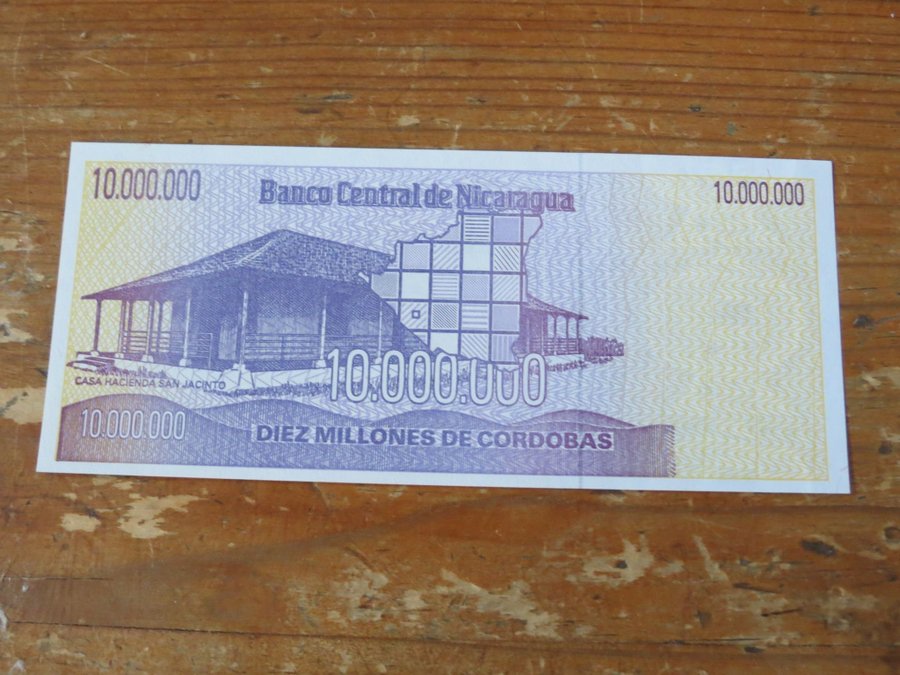 10.000.000
Banco Central de Nicaragua
10.000.000
CASA HACIENDA SAN JACINTO
10.000.000
10.000.000
DIEZ MILLONES DE CORDOBAS